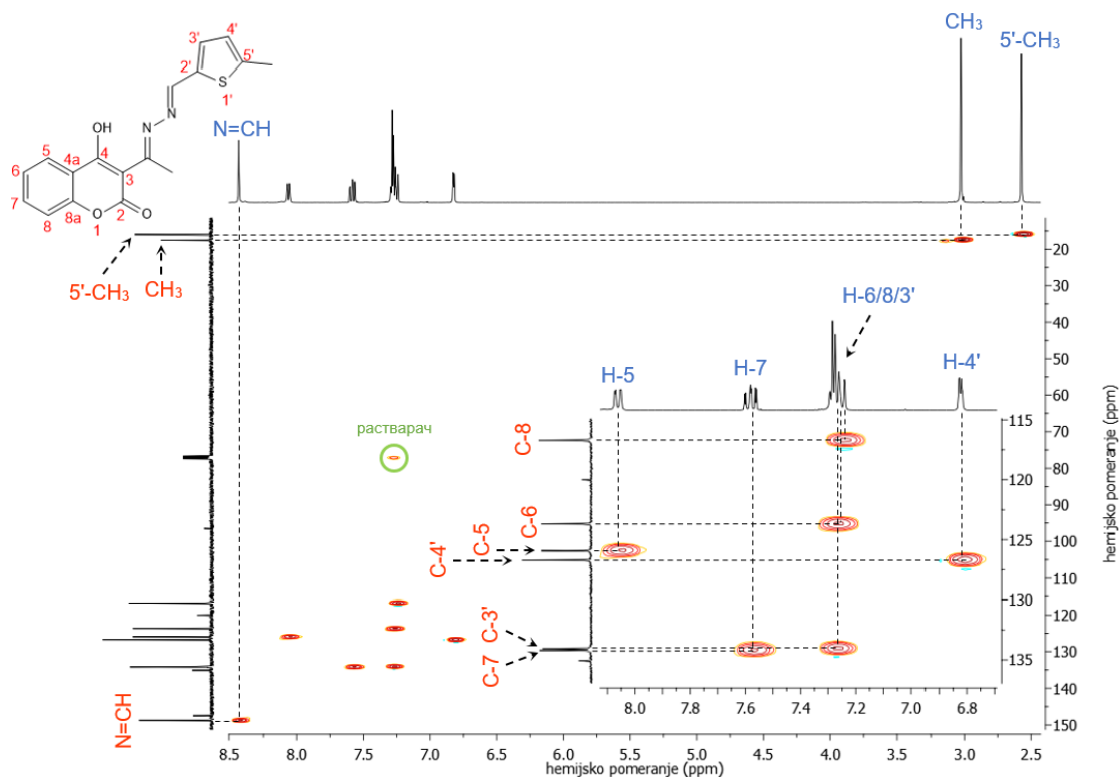 4'
3'
5'
2'
S
1'
N
N
OH
5
4
4a
6
3
7
2
8a
8
O
O
1
N=CH
CH₃
5'-CH₃
5'-CH₃
CH₃
H-6/8/3'
H-5
H-7
H-4'
растварач
C-8
C-6
C-5
C-4'
C-3'
C-7
N=CH
115
120
125
130
135
8.0
7.8
7.6
7.4
7.2
7.0
6.8
hemijsko pomeranje (ppm)
20
30
40
50
60
70
80
90
100
110
120
130
140
150
hemijsko pomeranje (ppm)
8.5
8.0
7.5
7.0
6.5
6.0
5.5
5.0
4.5
4.0
3.5
3.0
2.5
hemijsko pomeranje (ppm)